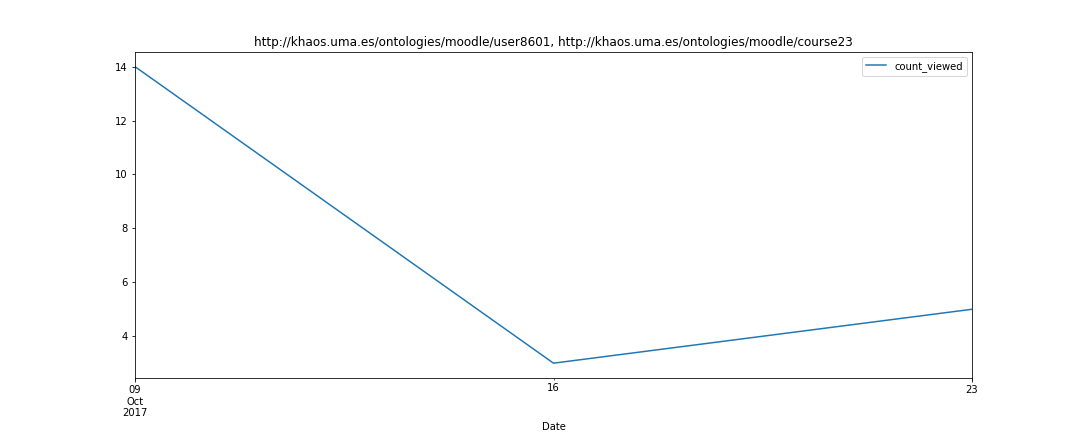 http://khaos.uma.es/ontologies/moodle/user8601, http://khaos.uma.es/ontologies/moodle/course23
count_viewed
14
12
10
8
6
4
09
Oct
2017
16
23
Date